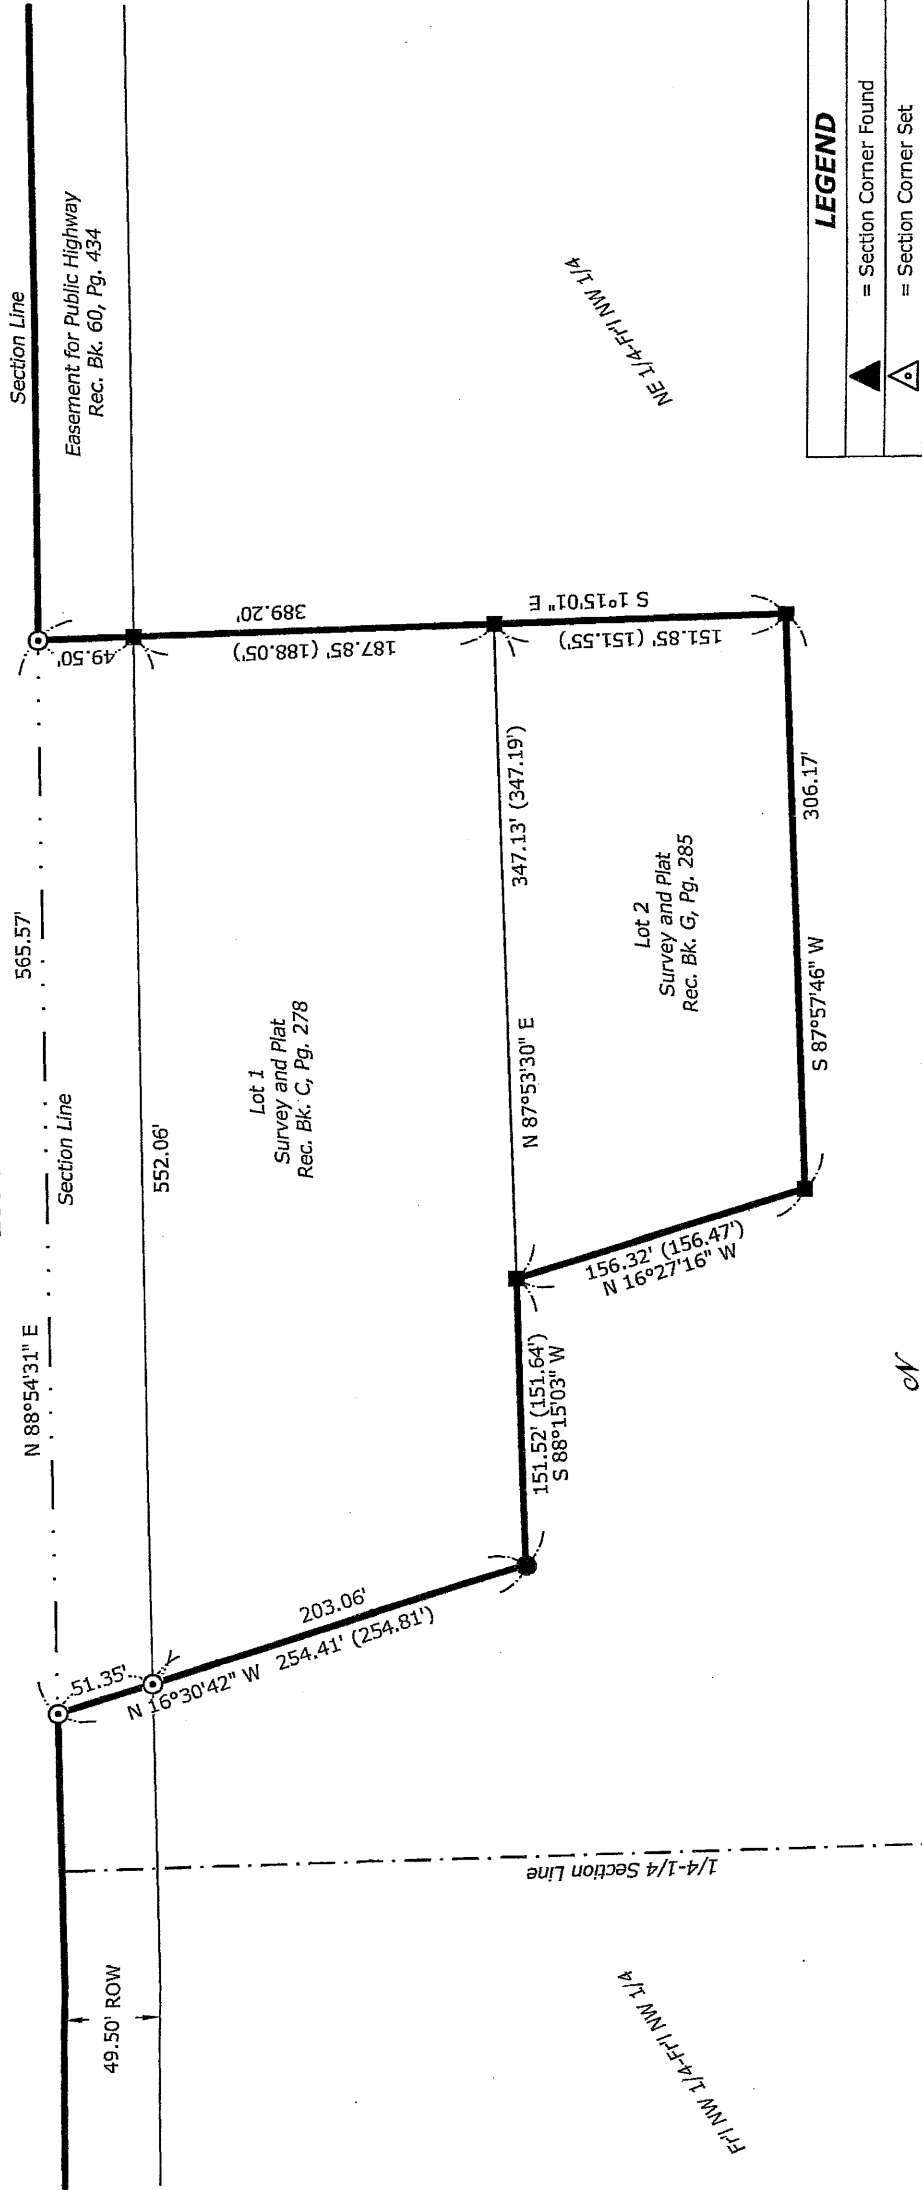 Section Line
Easement for Public Highway
Rec. Bk. 60, Pg. 434
N 88°54'31" E
565.57'
Section Line
49.50' ROW
552.06'
51.35'
N 16°30'42" W
203.06'
254.41' (254.81')
Lot 1
Survey and Plat
Rec. Bk. C, Pg. 278
49.50'
389.20'
187.85' (188.05')
S 1°15'01" E
151.85' (151.55')
NE 1/4-Fr'l NW 1/4
N 87°53'30" E
347.13' (347.19')
151.52' (151.64')
S 88°15'03" W
156.32' (156.47')
N 16°27'16" W
Lot 2
Survey and Plat
Rec. Bk. G, Pg. 285
S 87°57'46" W
306.17'
1/4-1/4 Section Line
Fr'l NW 1/4-Fr'l NW 1/4
N
LEGEND
= Section Corner Found
= Section Corner Set